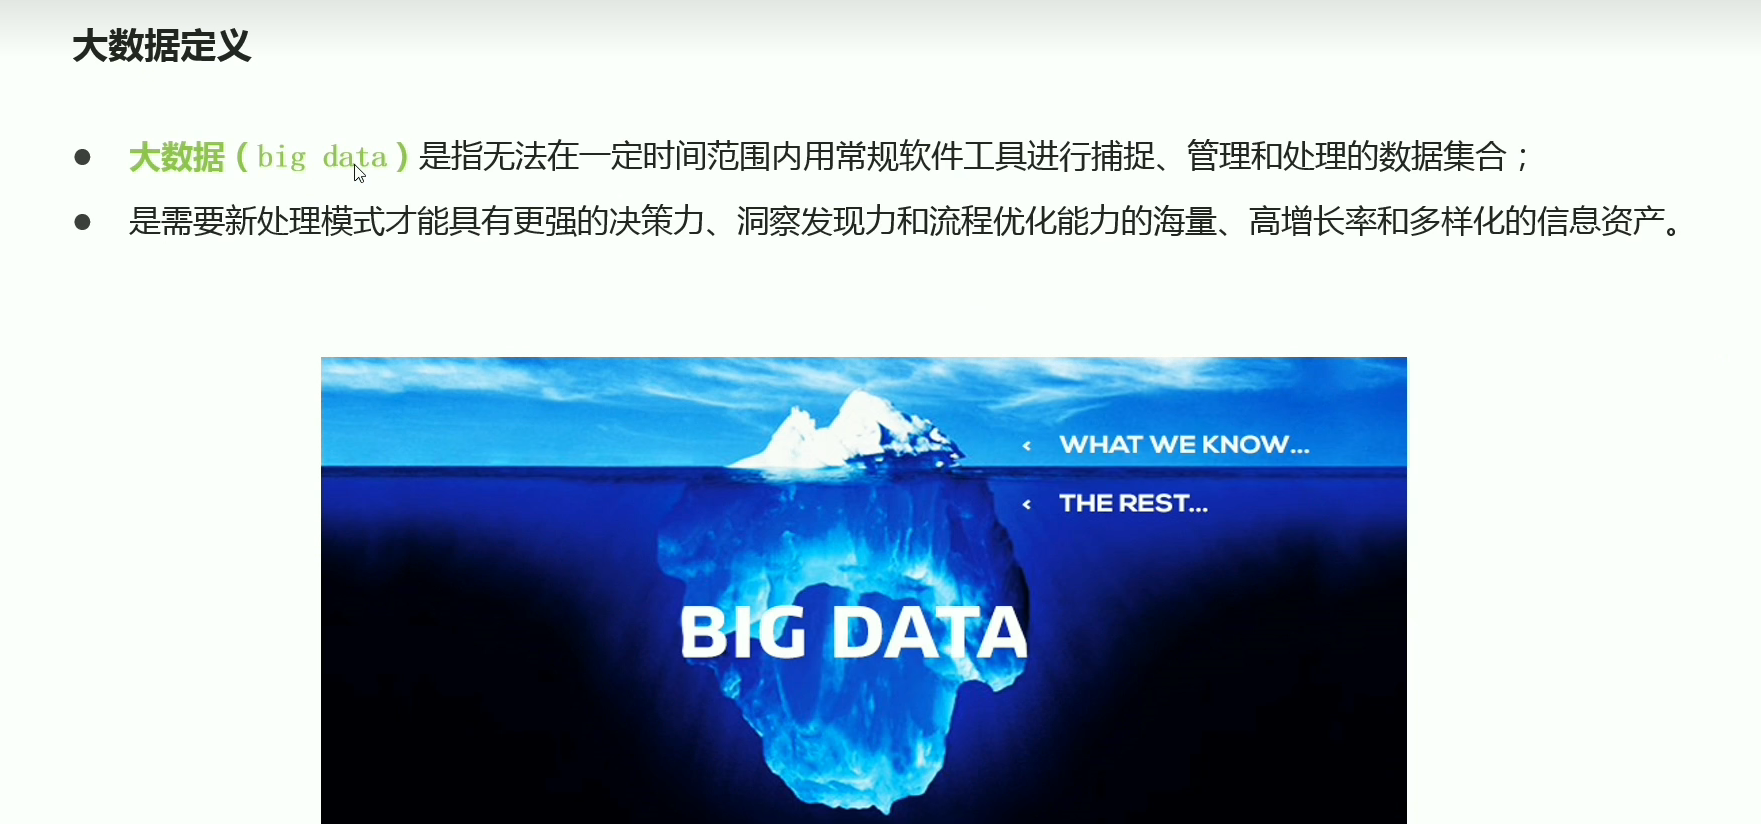 大数据定义
● 大数据（big data）是指无法在一定时间范围内用常规软件工具进行捕捉、管理和处理的数据集合；
● 是需要新处理模式才能具有更强的决策力、洞察发现力和流程优化能力的海量、高增长率和多样化的信息资产。
‹ WHAT WE KNOW...
‹ THE REST...
BIG DATA